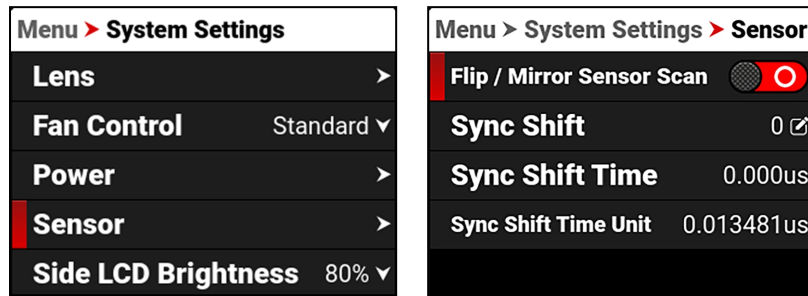 Menu > System Settings
Lens
Fan Control Standard
Power
Sensor
Side LCD Brightness 80%
Menu > System Settings > Sensor
Flip / Mirror Sensor Scan
Sync Shift 0
Sync Shift Time 0.000us
Sync Shift Time Unit 0.013481us